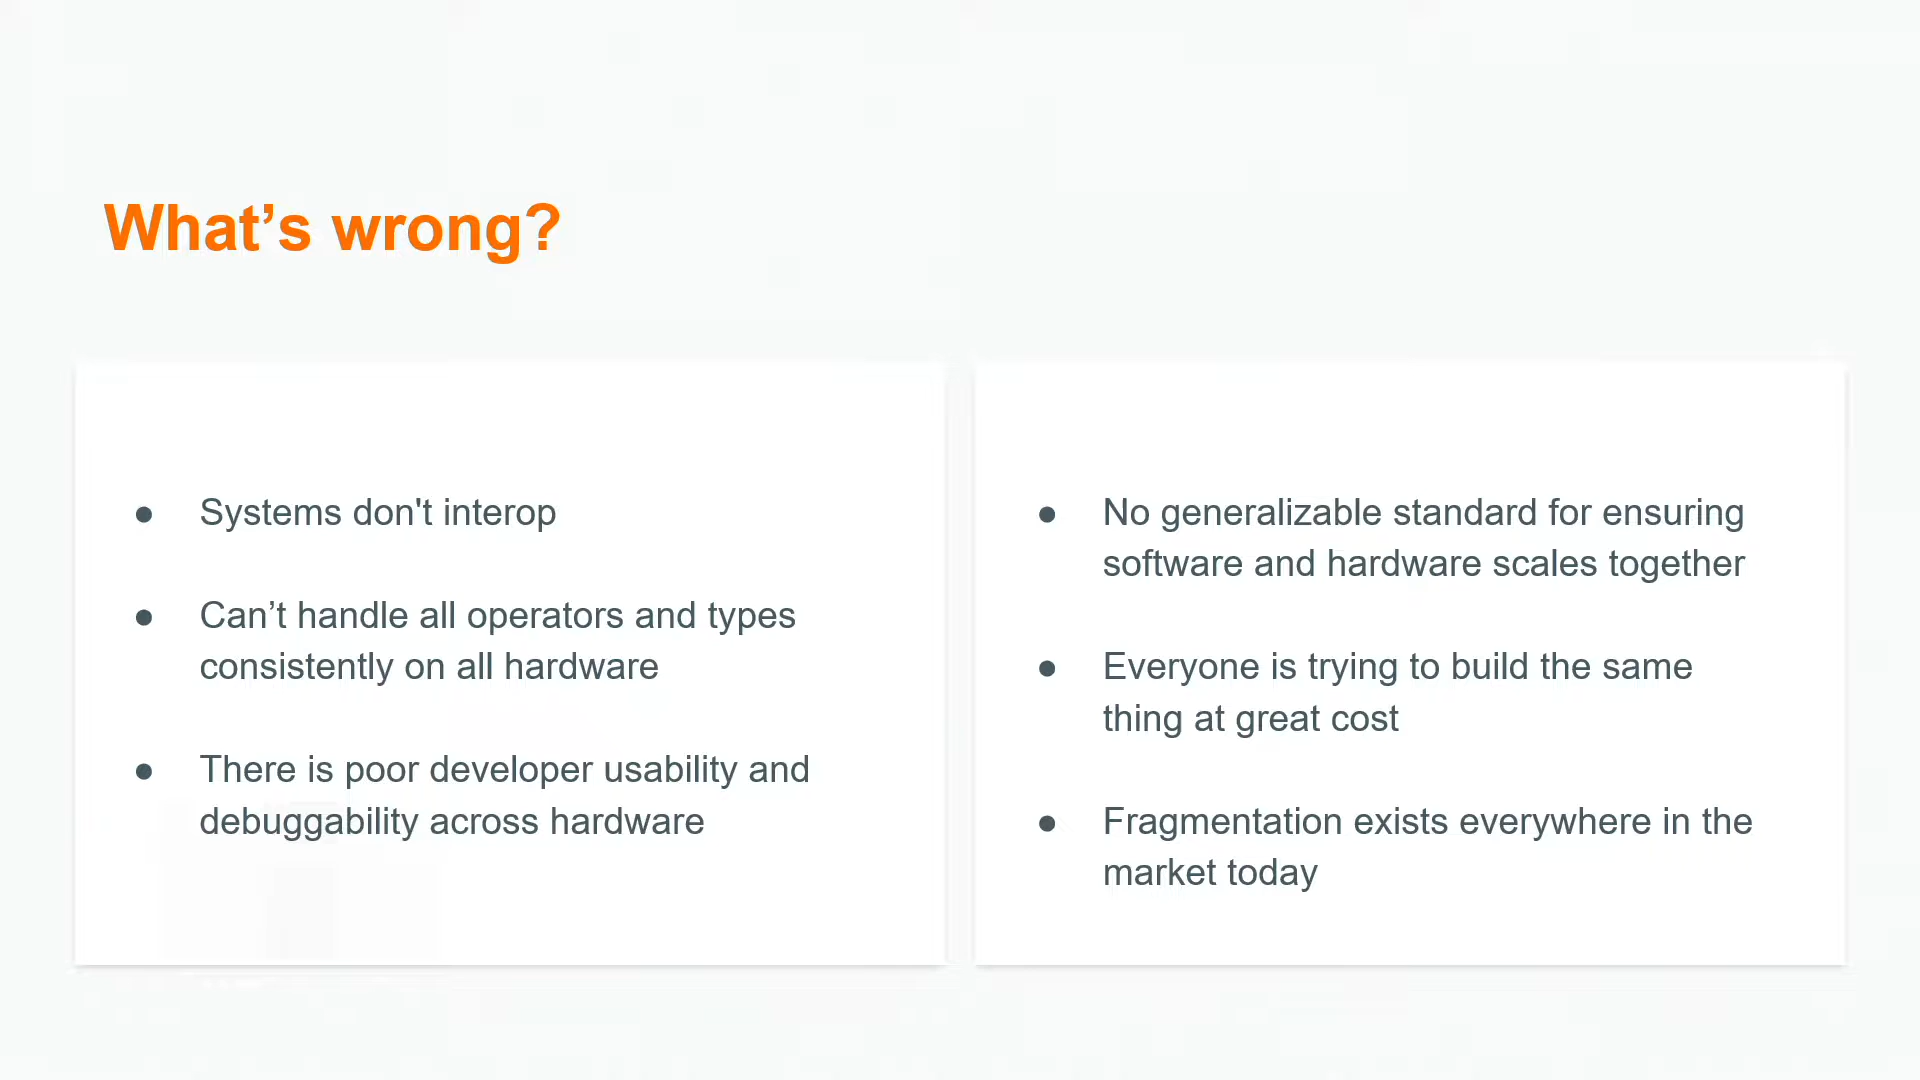 What’s wrong?
● Systems don't interop
● Can’t handle all operators and types
consistently on all hardware
● There is poor developer usability and
debuggability across hardware
● No generalizable standard for ensuring
software and hardware scales together
● Everyone is trying to build the same
thing at great cost
● Fragmentation exists everywhere in the
market today